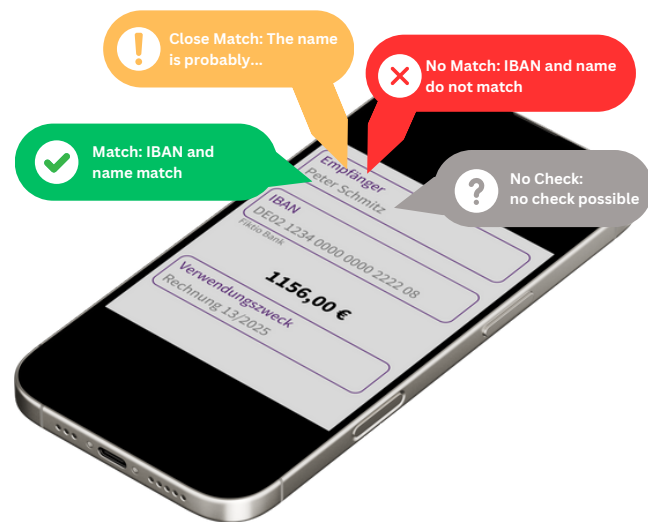 Close Match: The name
is probably...
No Match: IBAN and name
do not match
Match: IBAN and
name match
No Check:
no check possible
Empfänger
Peter Schmitz
IBAN
DE02 1234 0000 0000 2222 08
Fiktio Bank
1156,00 €
Verwendungszweck
Rechnung 13/2025